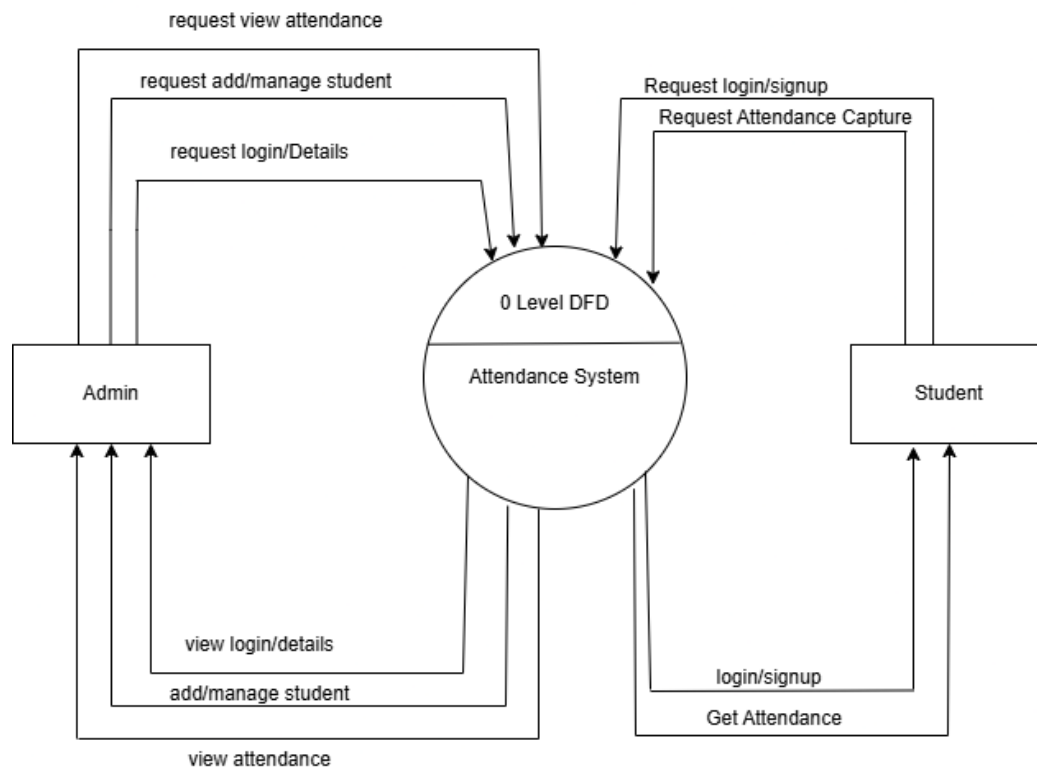 request view attendance
request add/manage student
request login/Details
Request login/signup
Request Attendance Capture
0 Level DFD
Attendance System
Admin
Student
view login/details
add/manage student
view attendance
login/signup
Get Attendance